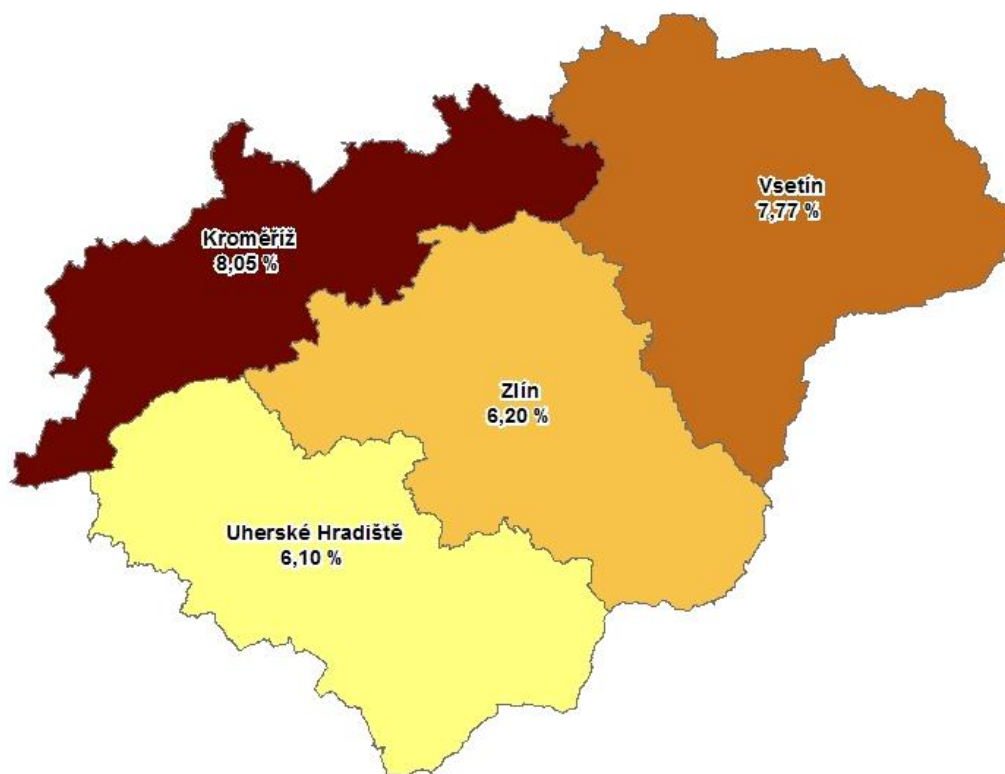 Vsetín
7,77 %
Kroměříž
8,05 %
Zlín
6,20 %
Uherské Hradiště
6,10 %